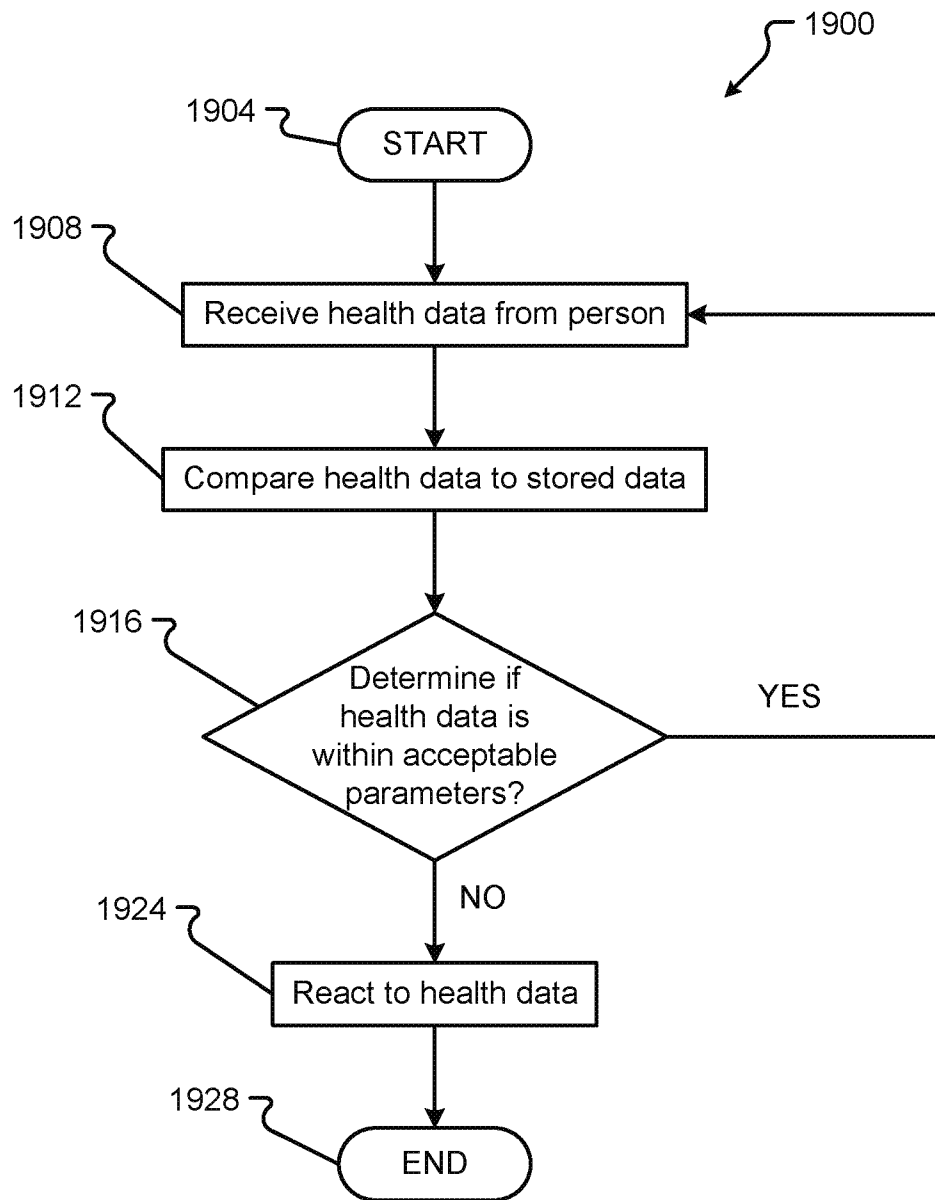 1900
1904
START
1908
Receive health data from person
1912
Compare health data to stored data
1916
Determine if
health data is
within acceptable
parameters?
YES
NO
1924
React to health data
1928
END